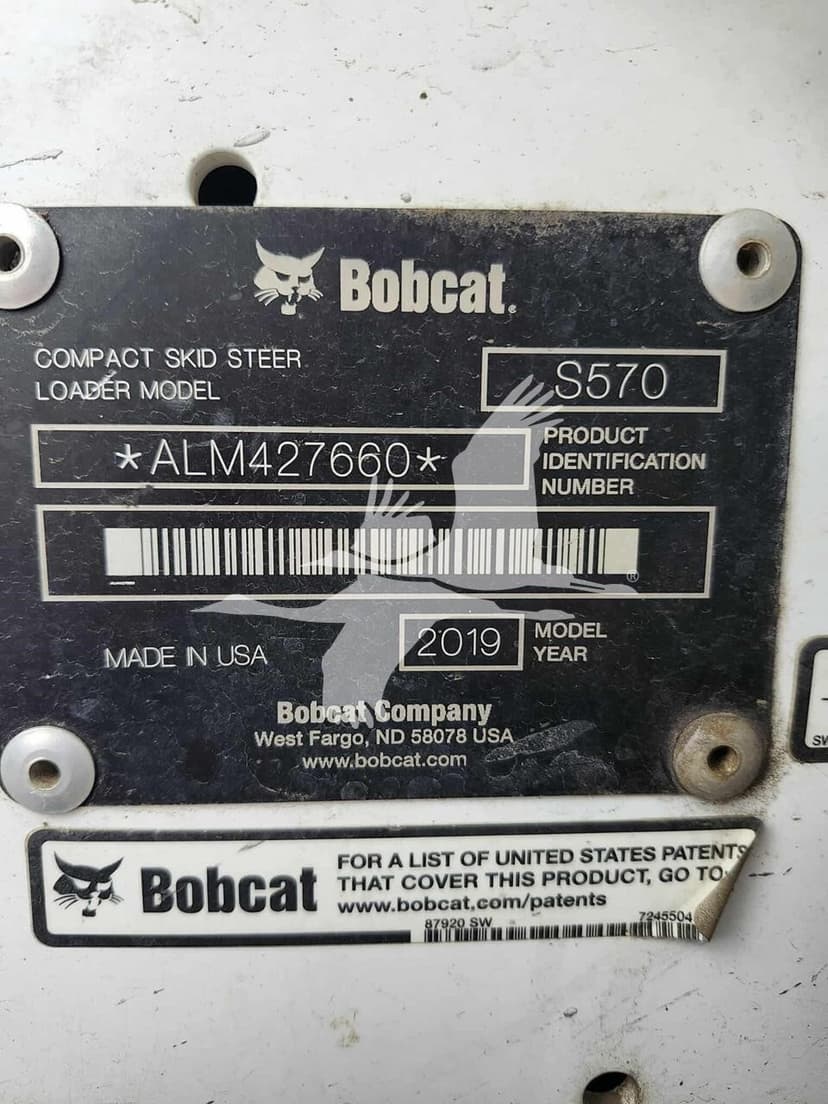 Bobcat®
COMPACT SKID STEER
LOADER MODEL
S570
*ALM427660*
PRODUCT
IDENTIFICATION
NUMBER
®
MADE IN USA
2019
MODEL
YEAR
Bobcat Company
West Fargo, ND 58078 USA
www.bobcat.com
SW
Bobcat
FOR A LIST OF UNITED STATES PATENTS
THAT COVER THIS PRODUCT, GO TO
www.bobcat.com/patents
87920 SW
7245504